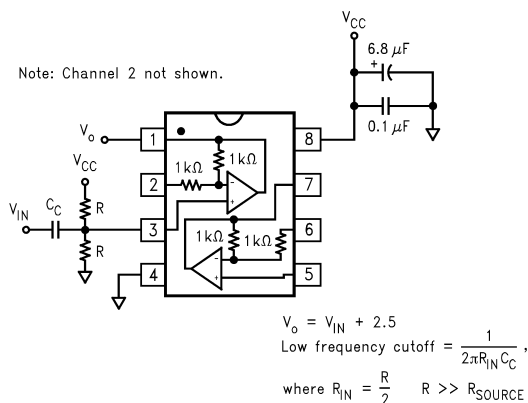 V_CC
6.8 μF
+
Note: Channel 2 not shown.
0.1 μF
V_o
1
8
1kΩ
1kΩ
V_CC
2
7
-
+
R
V_IN
C_C
3
6
1kΩ
1kΩ
R
-
+
4
5
V_o = V_IN + 2.5
Low frequency cutoff = 1 / 2πR_IN C_C ,
where R_IN = R / 2 R >> R_SOURCE